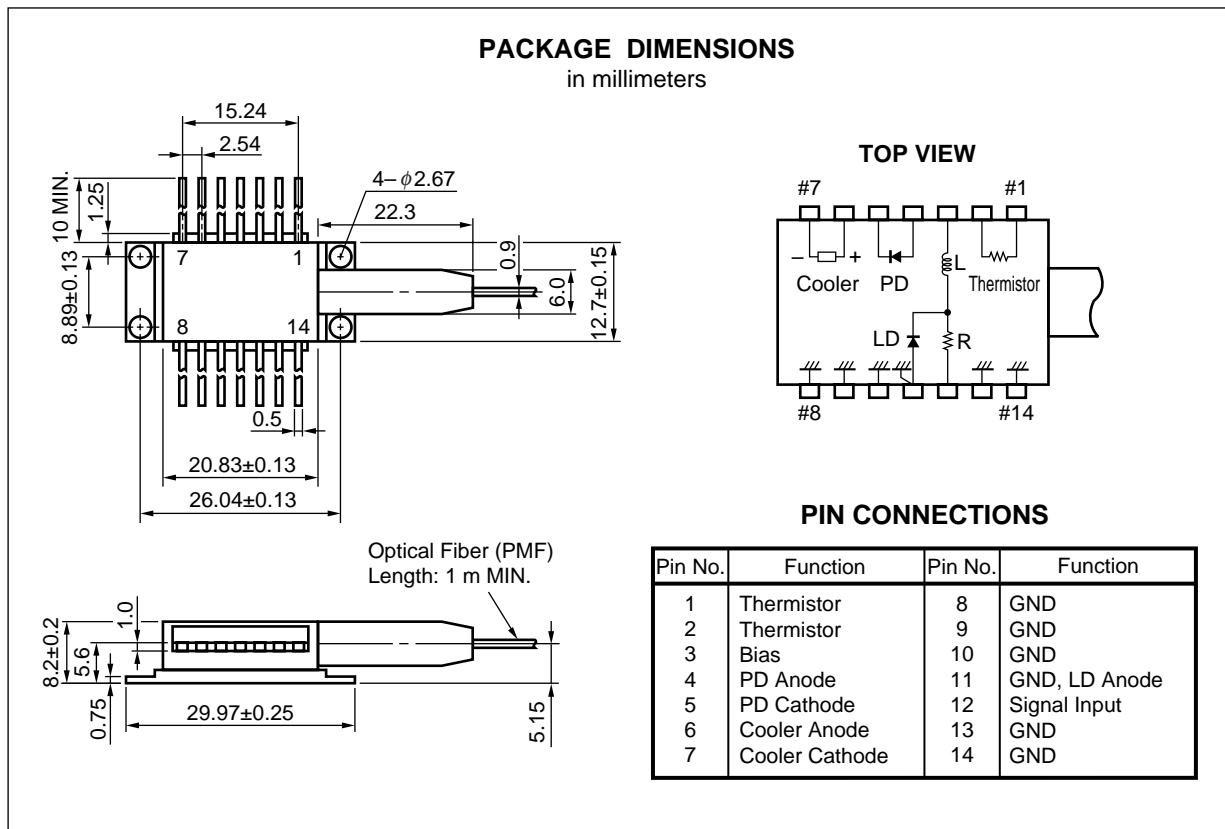 PACKAGE DIMENSIONS
in millimeters
15.24
2.54
4–φ2.67
22.3
10 MIN.
1.25
7
1
8
14
0.9
6.0
12.7±0.15
8.89±0.13
0.5
20.83±0.13
26.04±0.13
Optical Fiber (PMF)
Length: 1 m MIN.
8.2±0.2
5.6
1.0
0.75
29.97±0.25
5.15
TOP VIEW
#7
#1
– +
Cooler
PD
L
Thermistor
LD
R
#8
#14
PIN CONNECTIONS
Pin No. Function Pin No. Function
1 Thermistor 8 GND
2 Thermistor 9 GND
3 Bias 10 GND
4 PD Anode 11 GND, LD Anode
5 PD Cathode 12 Signal Input
6 Cooler Anode 13 GND
7 Cooler Cathode 14 GND